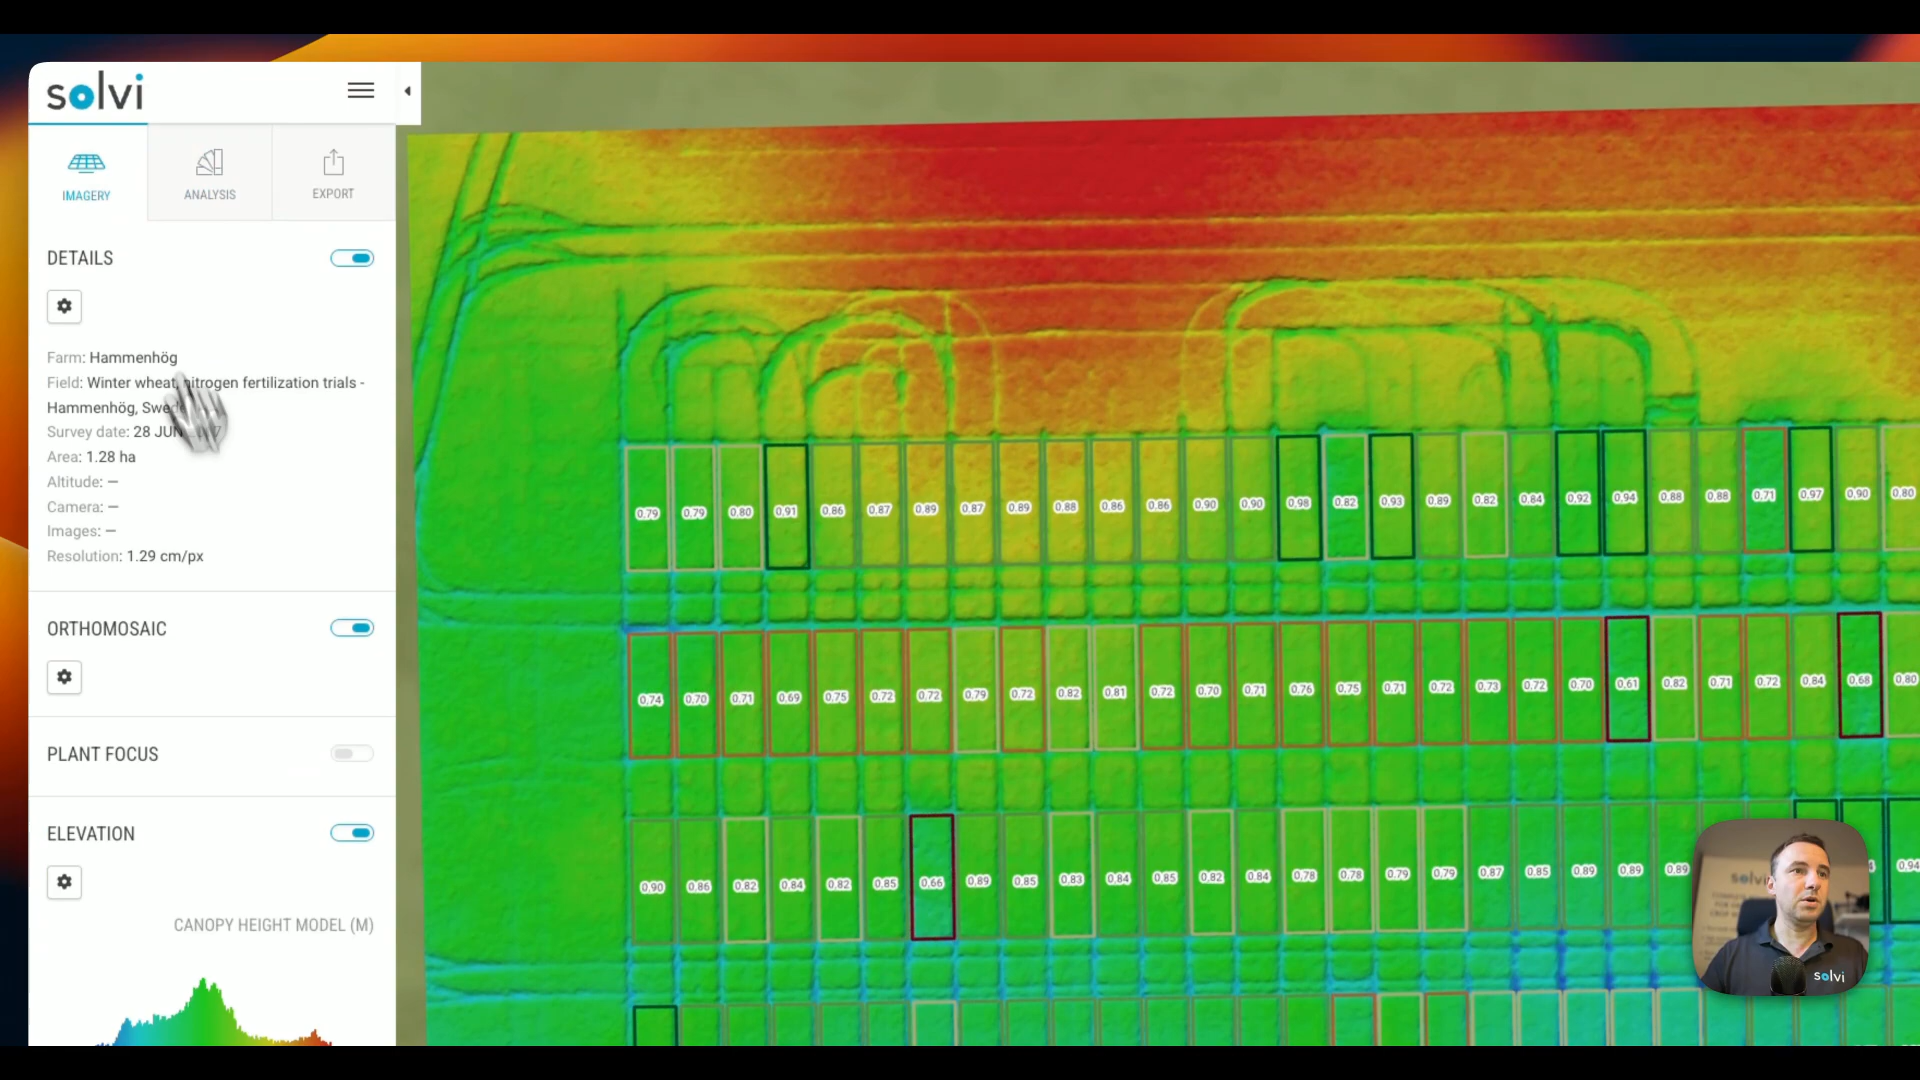 solvi
IMAGERY
ANALYSIS
EXPORT
DETAILS
Farm: Hammenhög
Field: Winter wheat, nitrogen fertilization trials -
Hammenhög,
Survey date: 28 JUN
Area: 1.28 ha
Altitude: –
Camera: –
Images: –
Resolution: 1.29 cm/px
ORTHOMOSAIC
PLANT FOCUS
ELEVATION
CANOPY HEIGHT MODEL (M)
0.79 0.79 0.80 0.91 0.86 0.87 0.89 0.87 0.89 0.88 0.86 0.86 0.90 0.90 0.98 0.82 0.93 0.89 0.82 0.84 0.92 0.94 0.88 0.88 0.71 0.97 0.90 0.80
0.74 0.70 0.71 0.69 0.75 0.72 0.72 0.79 0.72 0.82 0.81 0.72 0.70 0.71 0.76 0.75 0.71 0.72 0.73 0.72 0.70 0.61 0.82 0.71 0.72 0.84 0.68 0.80
0.90 0.86 0.82 0.84 0.82 0.85 0.66 0.89 0.85 0.83 0.84 0.85 0.82 0.84 0.78 0.78 0.79 0.79 0.87 0.85 0.89 0.89 0.89 0.94
solvi
solvi